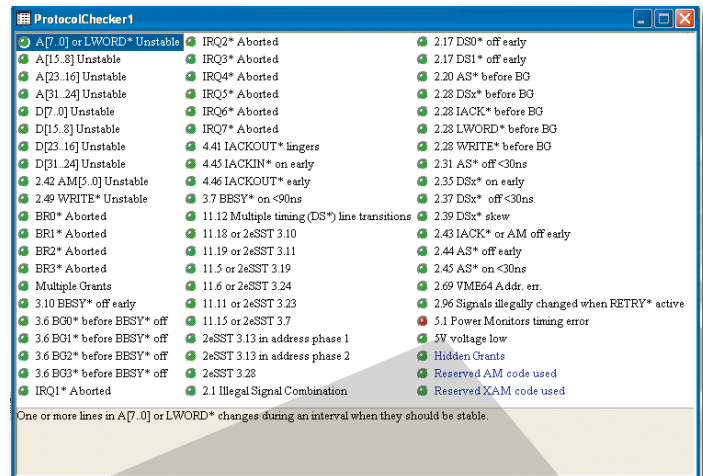 ProtocolChecker1
A[7..0] or LWORD* Unstable
A[15..8] Unstable
A[23..16] Unstable
A[31..24] Unstable
D[7..0] Unstable
D[15..8] Unstable
D[23..16] Unstable
D[31..24] Unstable
2.42 AM[5..0] Unstable
2.49 WRITE* Unstable
BR0* Aborted
BR1* Aborted
BR2* Aborted
BR3* Aborted
Multiple Grants
3.10 BBSY* off early
3.6 BG0* before BBSY* off
3.6 BG1* before BBSY* off
3.6 BG2* before BBSY* off
3.6 BG3* before BBSY* off
IRQ1* Aborted
IRQ2* Aborted
IRQ3* Aborted
IRQ4* Aborted
IRQ5* Aborted
IRQ6* Aborted
IRQ7* Aborted
4.41 IACKOUT* lingers
4.45 IACKIN* on early
4.46 IACKOUT* early
3.7 BBSY* on <90ns
11.12 Multiple timing (DS*) line transitions
11.18 or 2eSST 3.10
11.19 or 2eSST 3.11
11.5 or 2eSST 3.19
11.6 or 2eSST 3.24
11.11 or 2eSST 3.23
11.15 or 2eSST 3.7
2eSST 3.13 in address phase 1
2eSST 3.13 in address phase 2
2eSST 3.28
2.1 Illegal Signal Combination
2.17 DS0* off early
2.17 DS1* off early
2.20 AS* before BG
2.28 DSx* before BG
2.28 IACK* before BG
2.28 LWORD* before BG
2.28 WRITE* before BG
2.31 AS* off <30ns
2.35 DSx* on early
2.37 DSx* off <30ns
2.39 DSx* skew
2.43 IACK* or AM off early
2.44 AS* off early
2.45 AS* on <30ns
2.69 VME64 Addr. err.
2.96 Signals illegally changed when RETRY* active
5.1 Power Monitors timing error
5V voltage low
Hidden Grants
Reserved AM code used
Reserved XAM code used
One or more lines in A[7..0] or LWORD* changes during an interval when they should be stable.